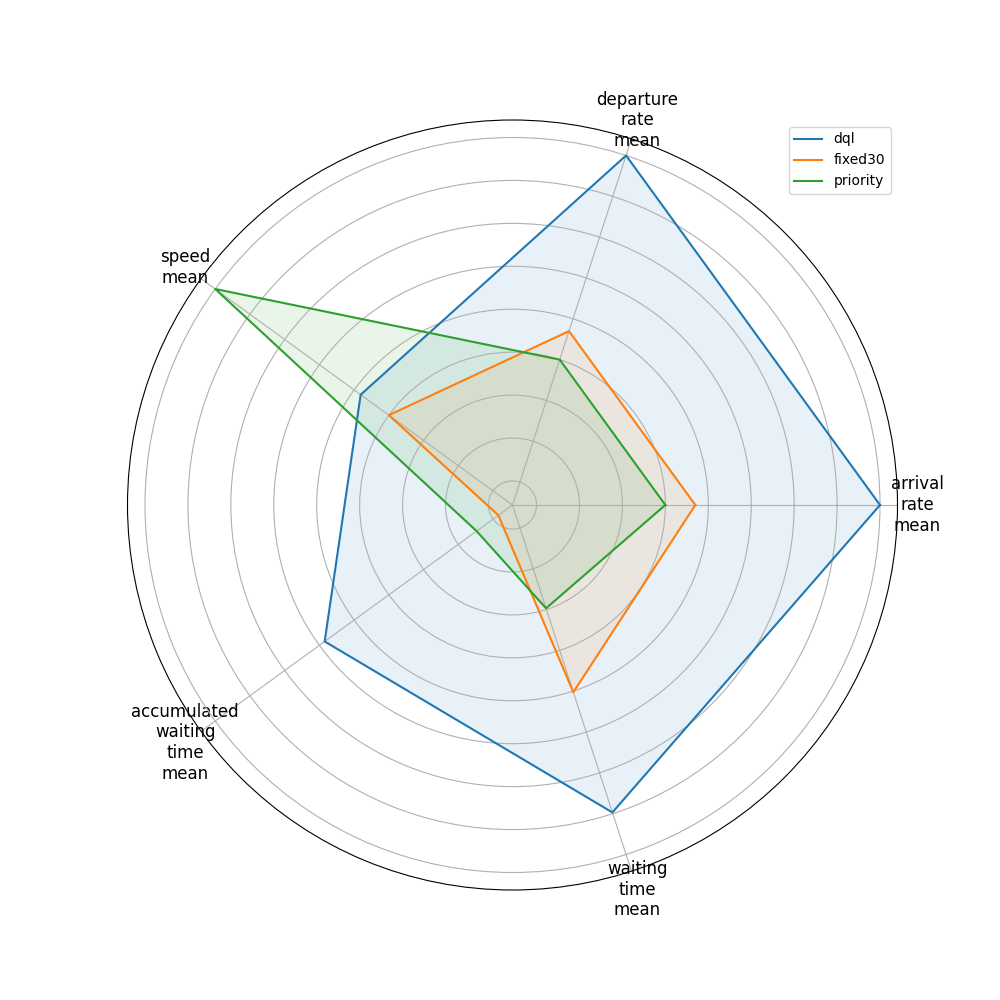 departure
rate
mean
dql
fixed30
priority
speed
mean
arrival
rate
mean
accumulated
waiting
time
mean
waiting
time
mean